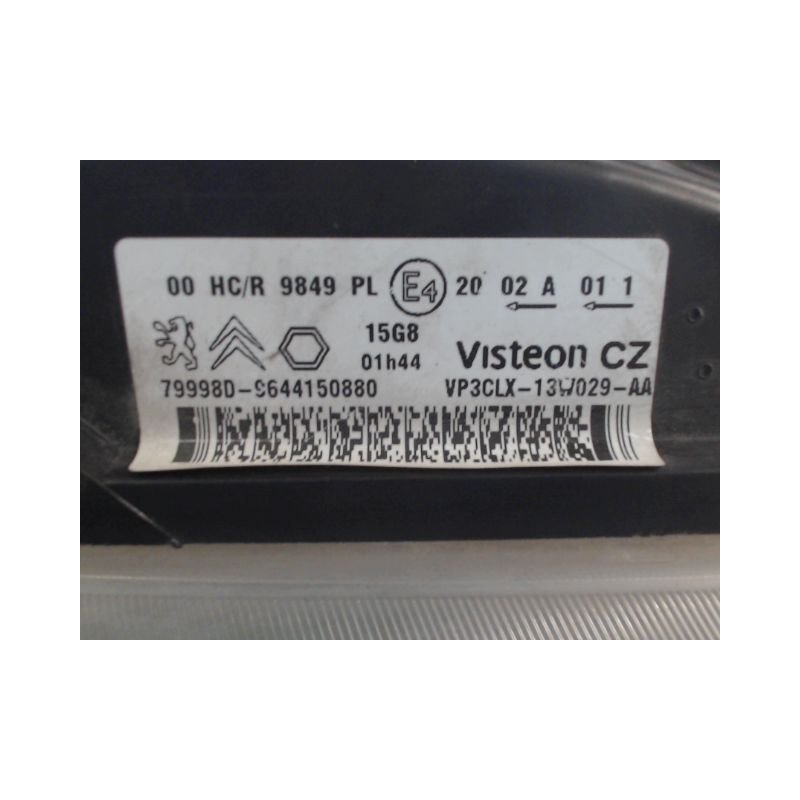 00 HC/R 9849 PL E4 20 02 A 01 1
15G8
01h44 Visteon CZ
79998D-9644150880 VP3CLX-13W029-AA